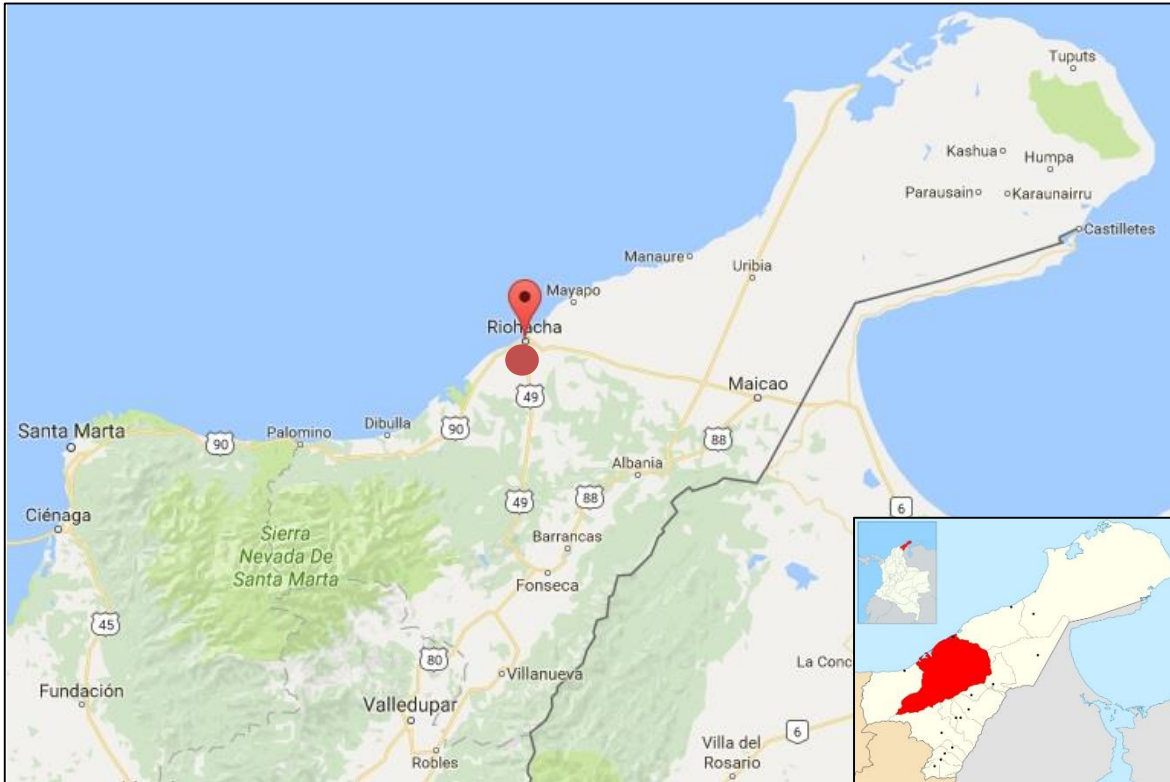 Tuputs
Kashua
Humpa
Parausain
Karaunairru
Castilletes
Manaure
Uribia
Mayapo
Riohacha
49
Maicao
Santa Marta
90
Palomino
Dibulla
90
88
Albania
Ciénaga
49
88
6
Sierra
Nevada De
Santa Marta
Barrancas
Fonseca
45
80
La Conc
Villanueva
Fundación
Valledupar
6
Robles
Villa del
Rosario